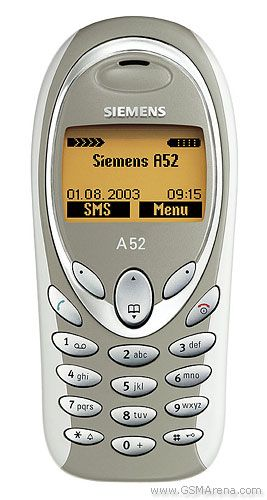 SIEMENS
Siemens A52
01.08.2003 09:15
SMS Menu
A52
1
2 abc
3 def
4 ghi
5 jkl
6 mno
7 pqrs
8 tuv
9 wxyz
*
0 +
#
www.GSMArena.com